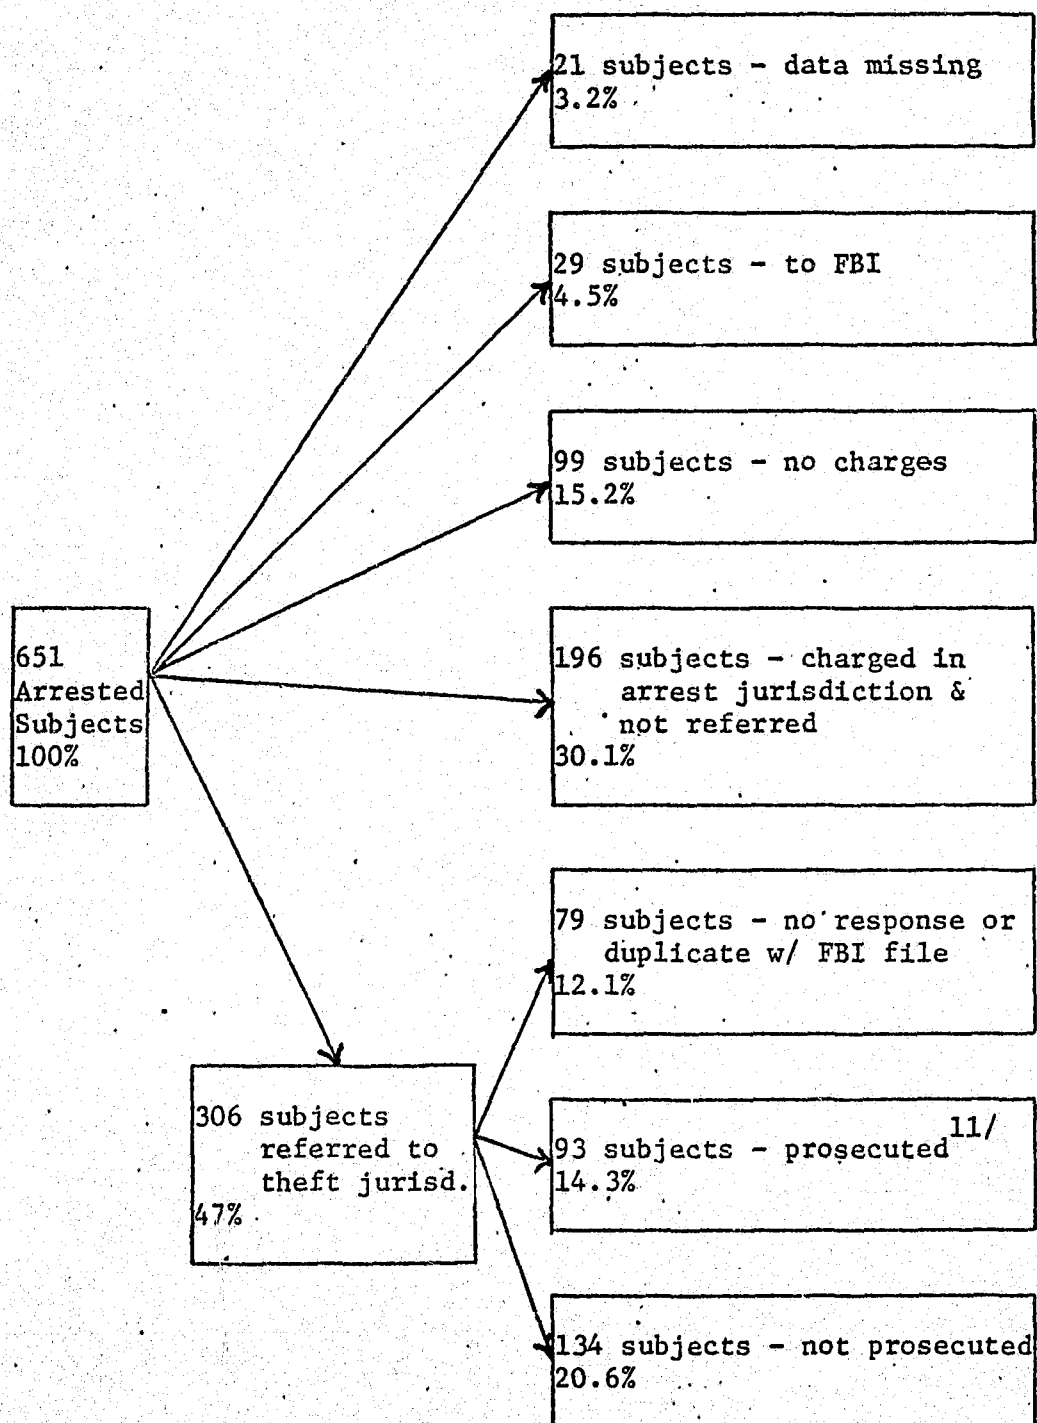 21 subjects - data missing
3.2%
29 subjects - to FBI
4.5%
99 subjects - no charges
15.2%
651
Arrested
Subjects
100%
196 subjects - charged in
arrest jurisdiction &
not referred
30.1%
79 subjects - no response or
duplicate w/ FBI file
12.1%
306 subjects
referred to
theft jurisd.
47%
93 subjects - prosecuted 11/
14.3%
134 subjects - not prosecuted
20.6%